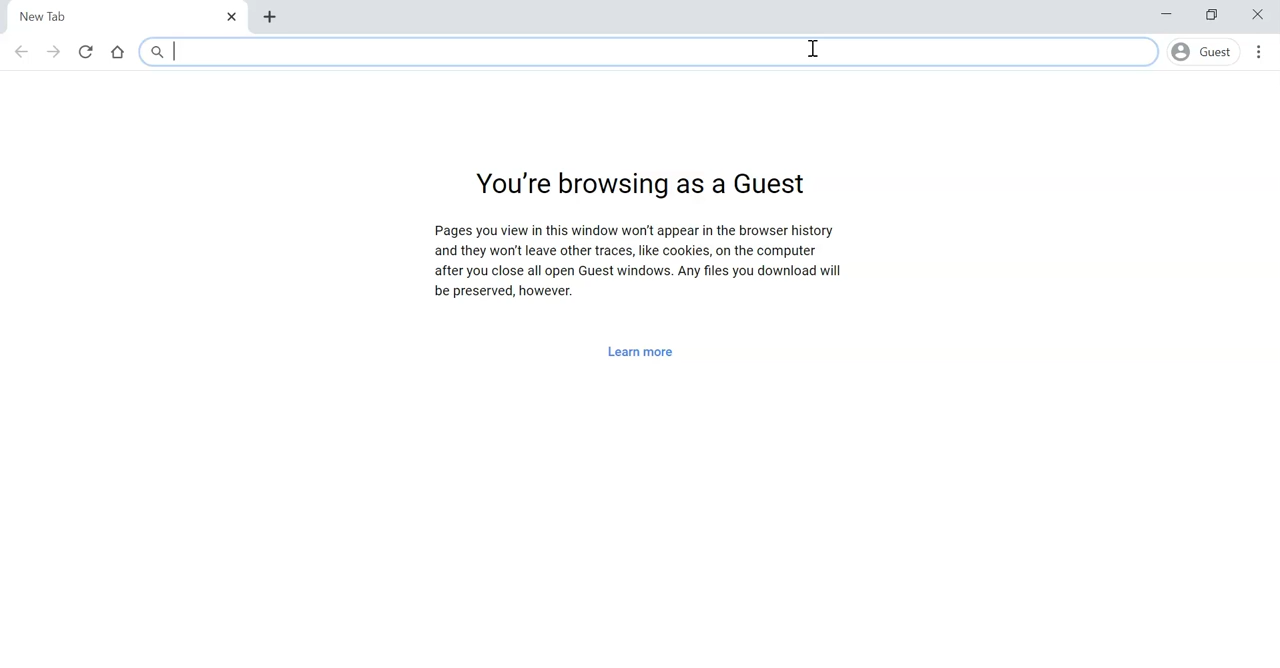 New Tab
Guest
You’re browsing as a Guest
Pages you view in this window won’t appear in the browser history
and they won’t leave other traces, like cookies, on the computer
after you close all open Guest windows. Any files you download will
be preserved, however.
Learn more